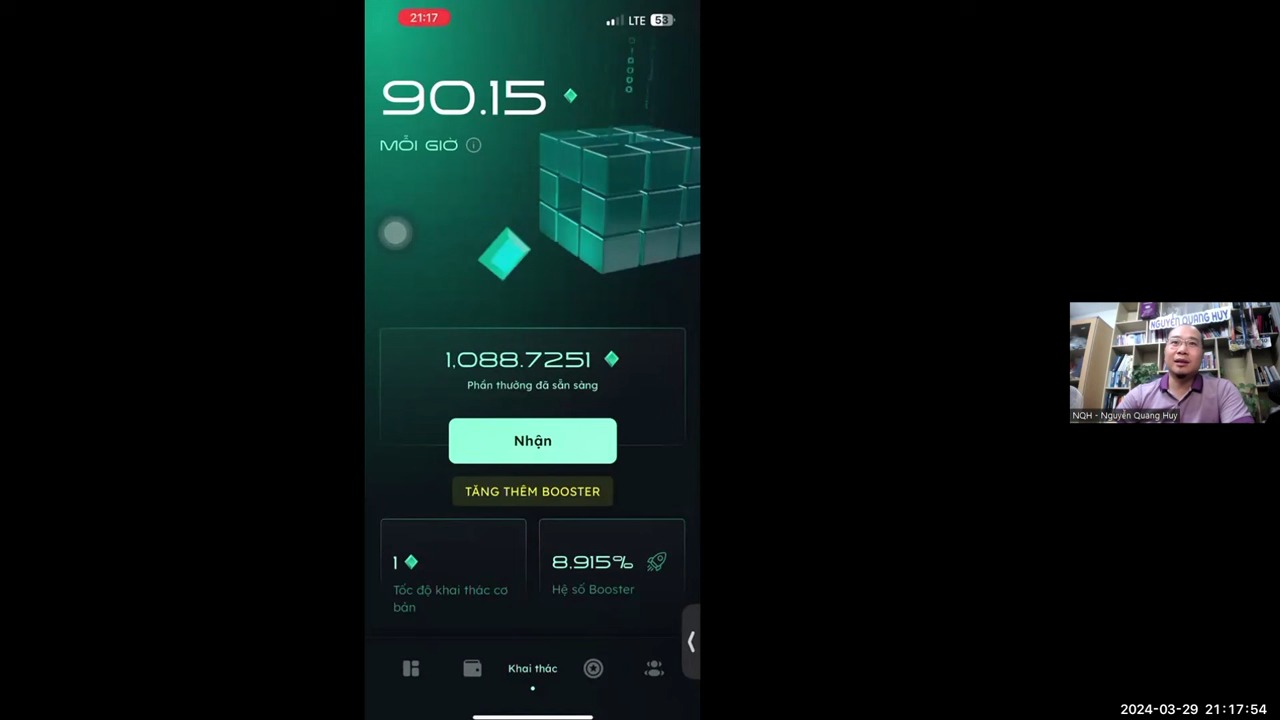 21:17
LTE 53
90.15
MỖI GIỜ
1.088.7251
Phần thưởng đã sẵn sàng
Nhận
TĂNG THÊM BOOSTER
1
8.915%
Tốc độ khai thác cơ bản
Hệ số Booster
Khai thác
NGUYỄN QUANG HUY
NQH - Nguyễn Quang Huy
2024-03-29 21:17:54